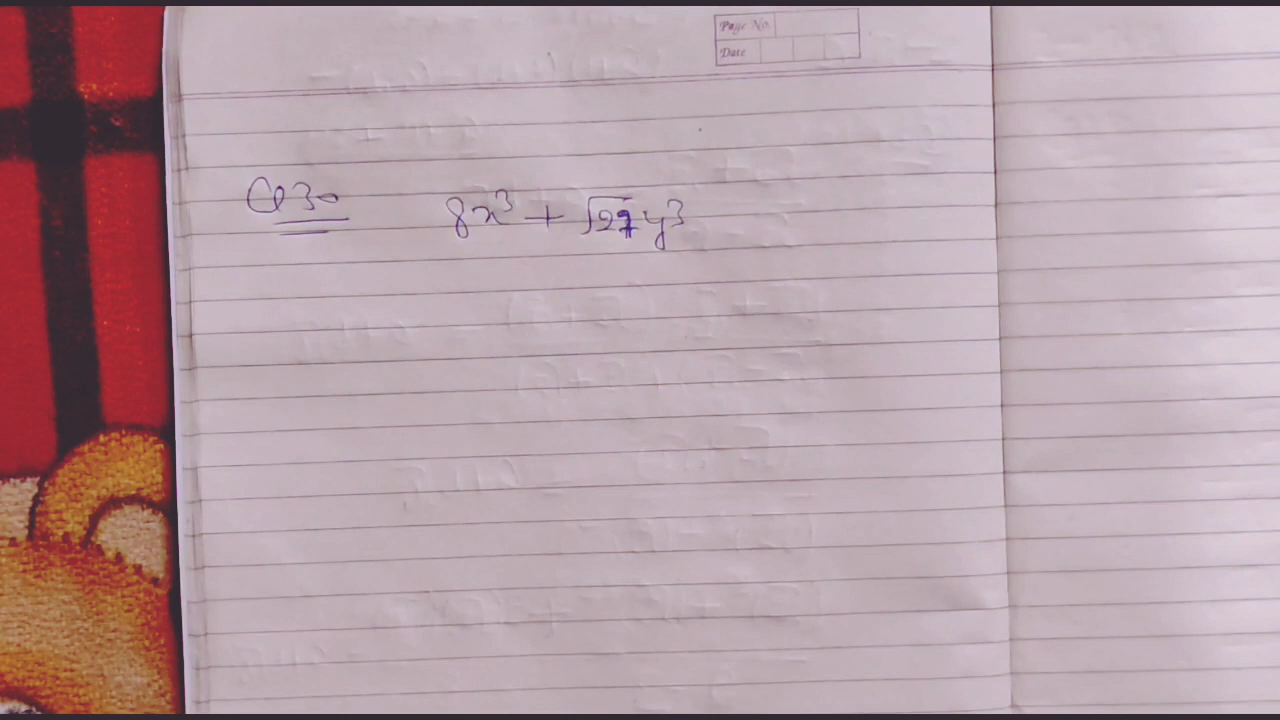 Page No.
Date
Q30 8x³ + √27y³